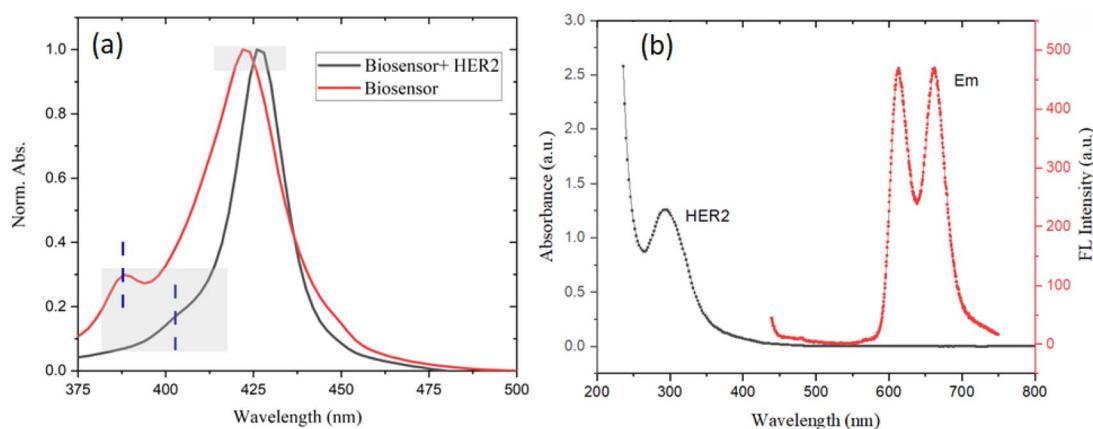 (a)
Biosensor+ HER2
Biosensor
Norm. Abs.
1.0
0.8
0.6
0.4
0.2
0.0
375
400
425
450
475
500
Wavelength (nm)
(b)
HER2
Em
Absorbance (a.u.)
3.0
2.5
2.0
1.5
1.0
0.5
0.0
200
300
400
500
600
700
800
Wavelength (nm)
500
400
300
200
100
0
FL Intensity (a.u.)